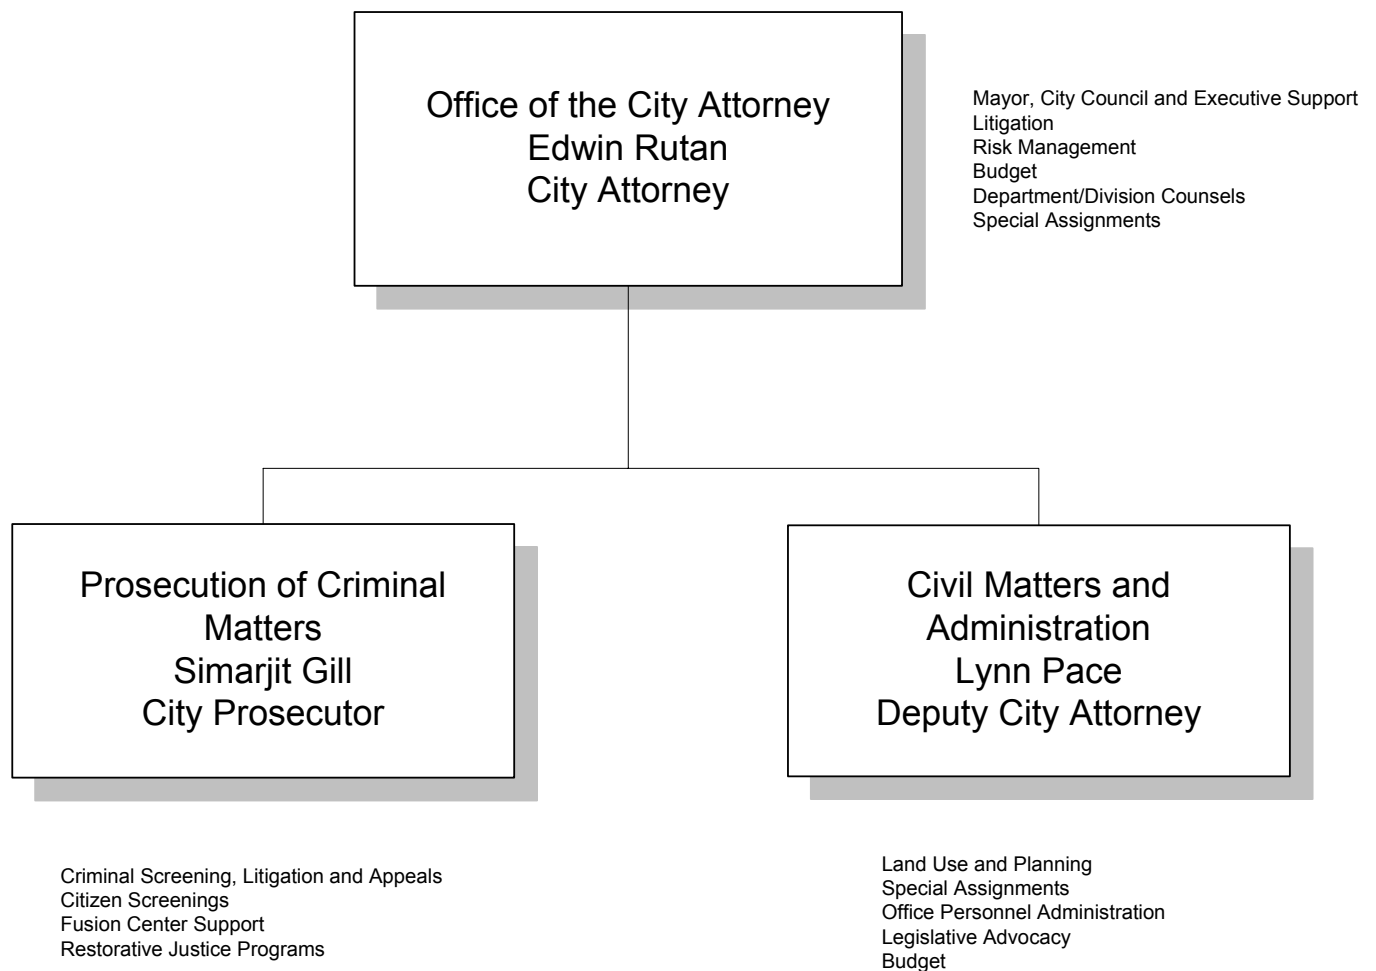 Office of the City Attorney
Edwin Rutan
City Attorney
Mayor, City Council and Executive Support
Litigation
Risk Management
Budget
Department/Division Counsels
Special Assignments
Prosecution of Criminal
Matters
Simarjit Gill
City Prosecutor
Civil Matters and
Administration
Lynn Pace
Deputy City Attorney
Criminal Screening, Litigation and Appeals
Citizen Screenings
Fusion Center Support
Restorative Justice Programs
Land Use and Planning
Special Assignments
Office Personnel Administration
Legislative Advocacy
Budget